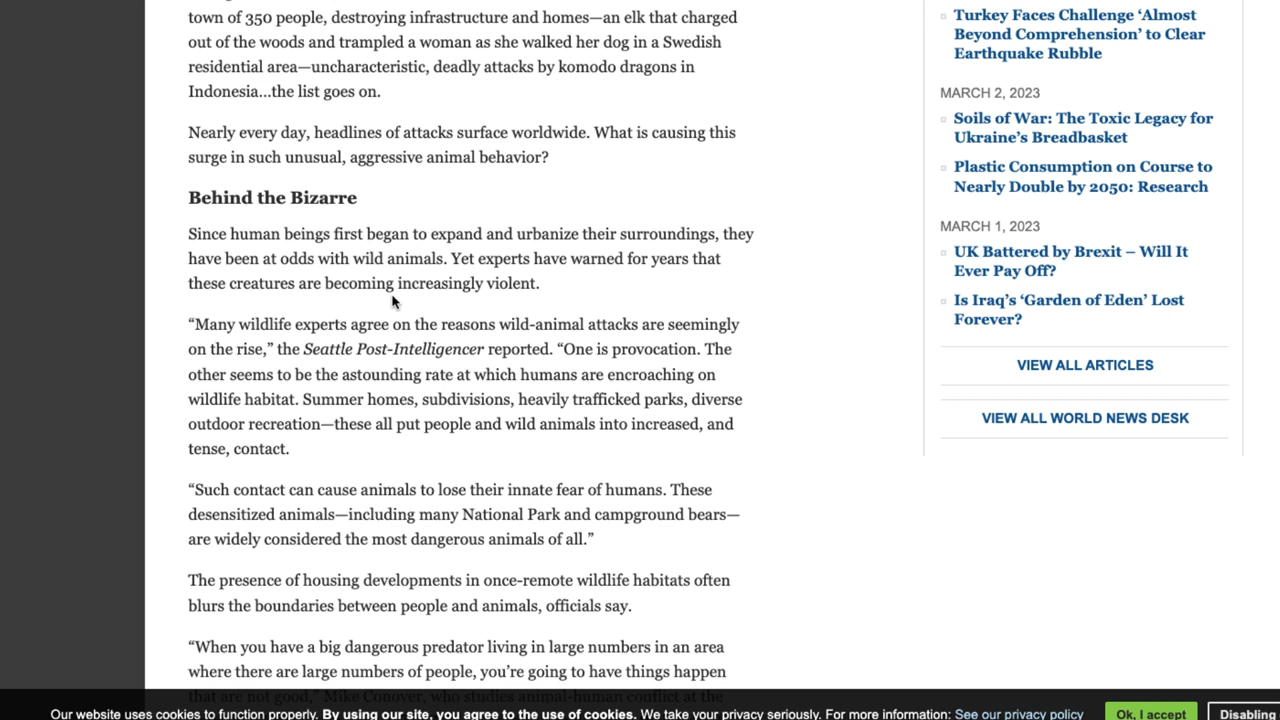 town of 350 people, destroying infrastructure and homes—an elk that charged
out of the woods and trampled a woman as she walked her dog in a Swedish
residential area—uncharacteristic, deadly attacks by komodo dragons in
Indonesia…the list goes on.
Nearly every day, headlines of attacks surface worldwide. What is causing this
surge in such unusual, aggressive animal behavior?
Behind the Bizarre
Since human beings first began to expand and urbanize their surroundings, they
have been at odds with wild animals. Yet experts have warned for years that
these creatures are becoming increasingly violent.
“Many wildlife experts agree on the reasons wild-animal attacks are seemingly
on the rise,” the Seattle Post-Intelligencer reported. “One is provocation. The
other seems to be the astounding rate at which humans are encroaching on
wildlife habitat. Summer homes, subdivisions, heavily trafficked parks, diverse
outdoor recreation—these all put people and wild animals into increased, and
tense, contact.
“Such contact can cause animals to lose their innate fear of humans. These
desensitized animals—including many National Park and campground bears—
are widely considered the most dangerous animals of all.”
The presence of housing developments in once-remote wildlife habitats often
blurs the boundaries between people and animals, officials say.
“When you have a big dangerous predator living in large numbers in an area
where there are large numbers of people, you’re going to have things happen
that are not good,” Mike Conover, who studies animal-human conflict at the
Turkey Faces Challenge ‘Almost
Beyond Comprehension’ to Clear
Earthquake Rubble
MARCH 2, 2023
Soils of War: The Toxic Legacy for
Ukraine’s Breadbasket
Plastic Consumption on Course to
Nearly Double by 2050: Research
MARCH 1, 2023
UK Battered by Brexit – Will It
Ever Pay Off?
Is Iraq’s ‘Garden of Eden’ Lost
Forever?
VIEW ALL ARTICLES
VIEW ALL WORLD NEWS DESK
Our website uses cookies to function properly. By using our site, you agree to the use of cookies. We take your privacy seriously. For more information: See our privacy policy
Ok, I accept
Disabling